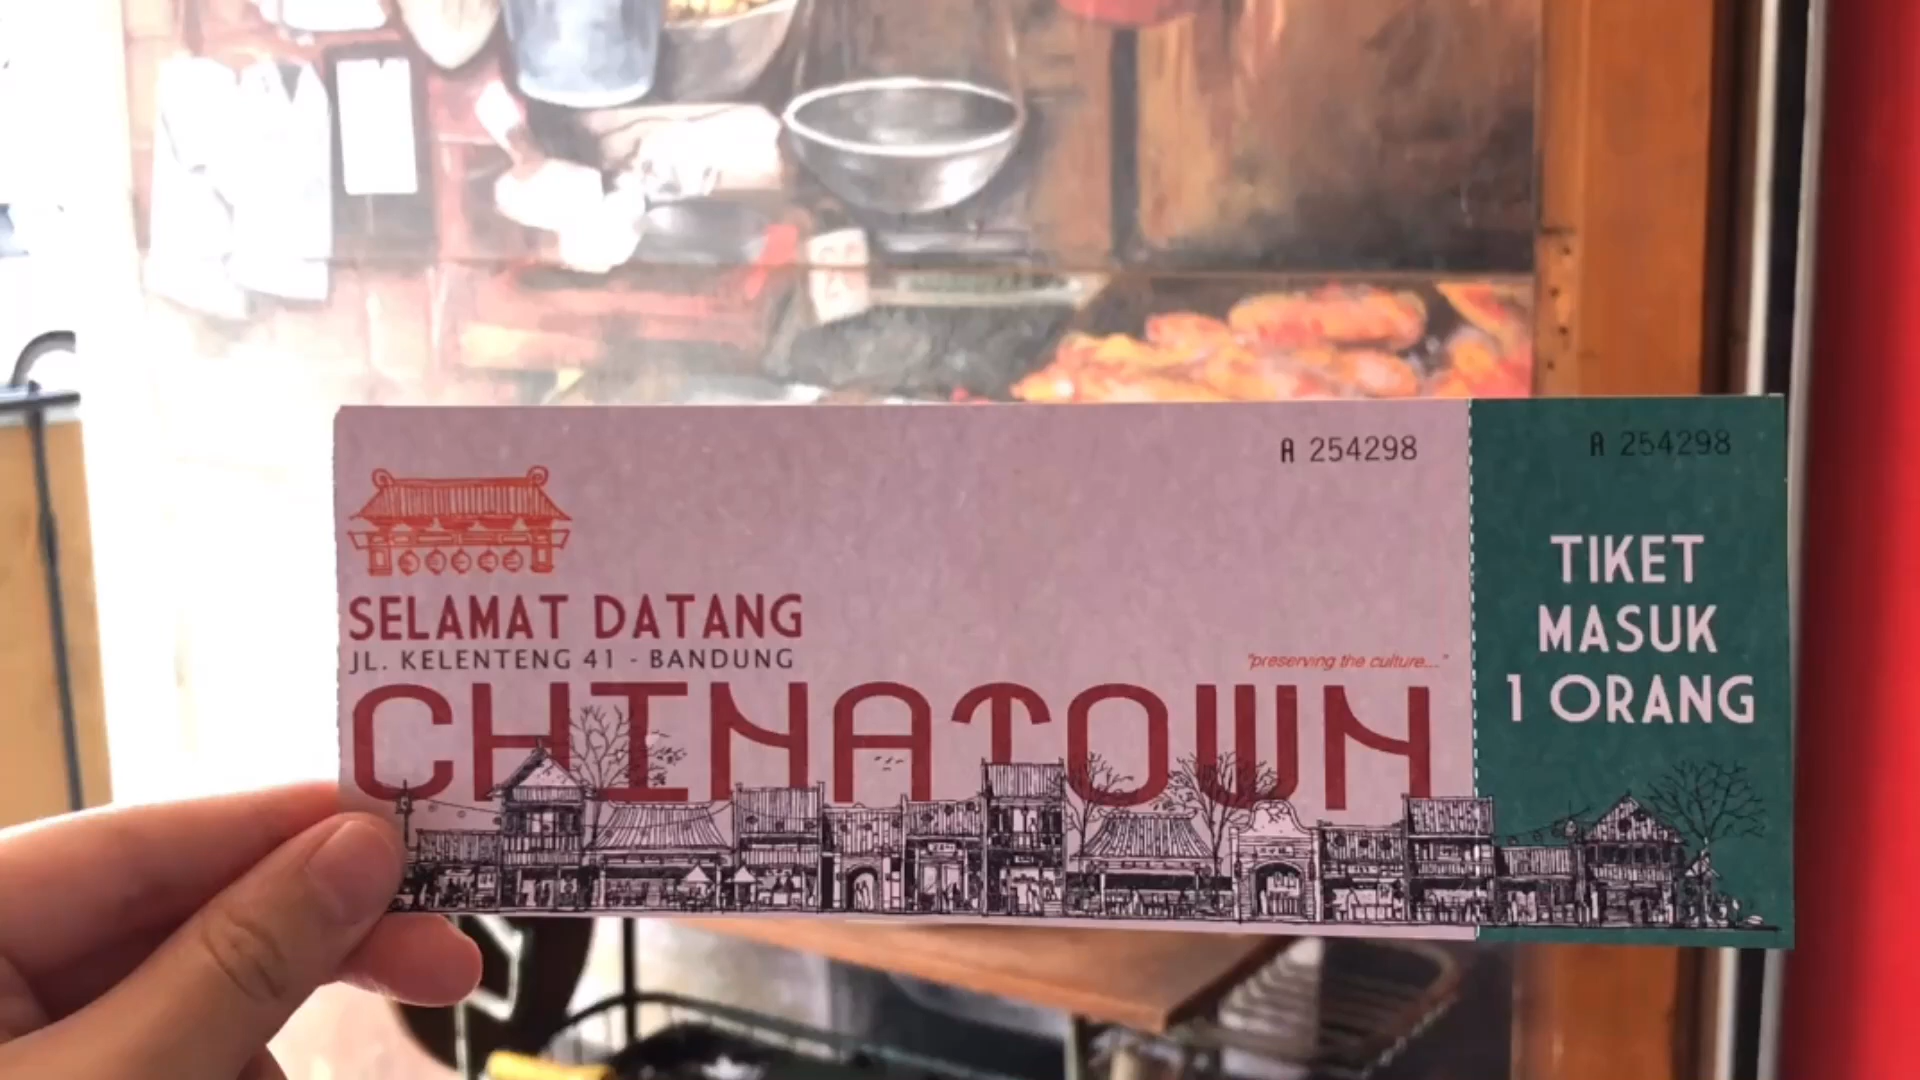 A 254298
SELAMAT DATANG
JL. KELENTENG 41 - BANDUNG
"preserving the culture...."
CHINATOWN
A 254298
TIKET
MASUK
1 ORANG